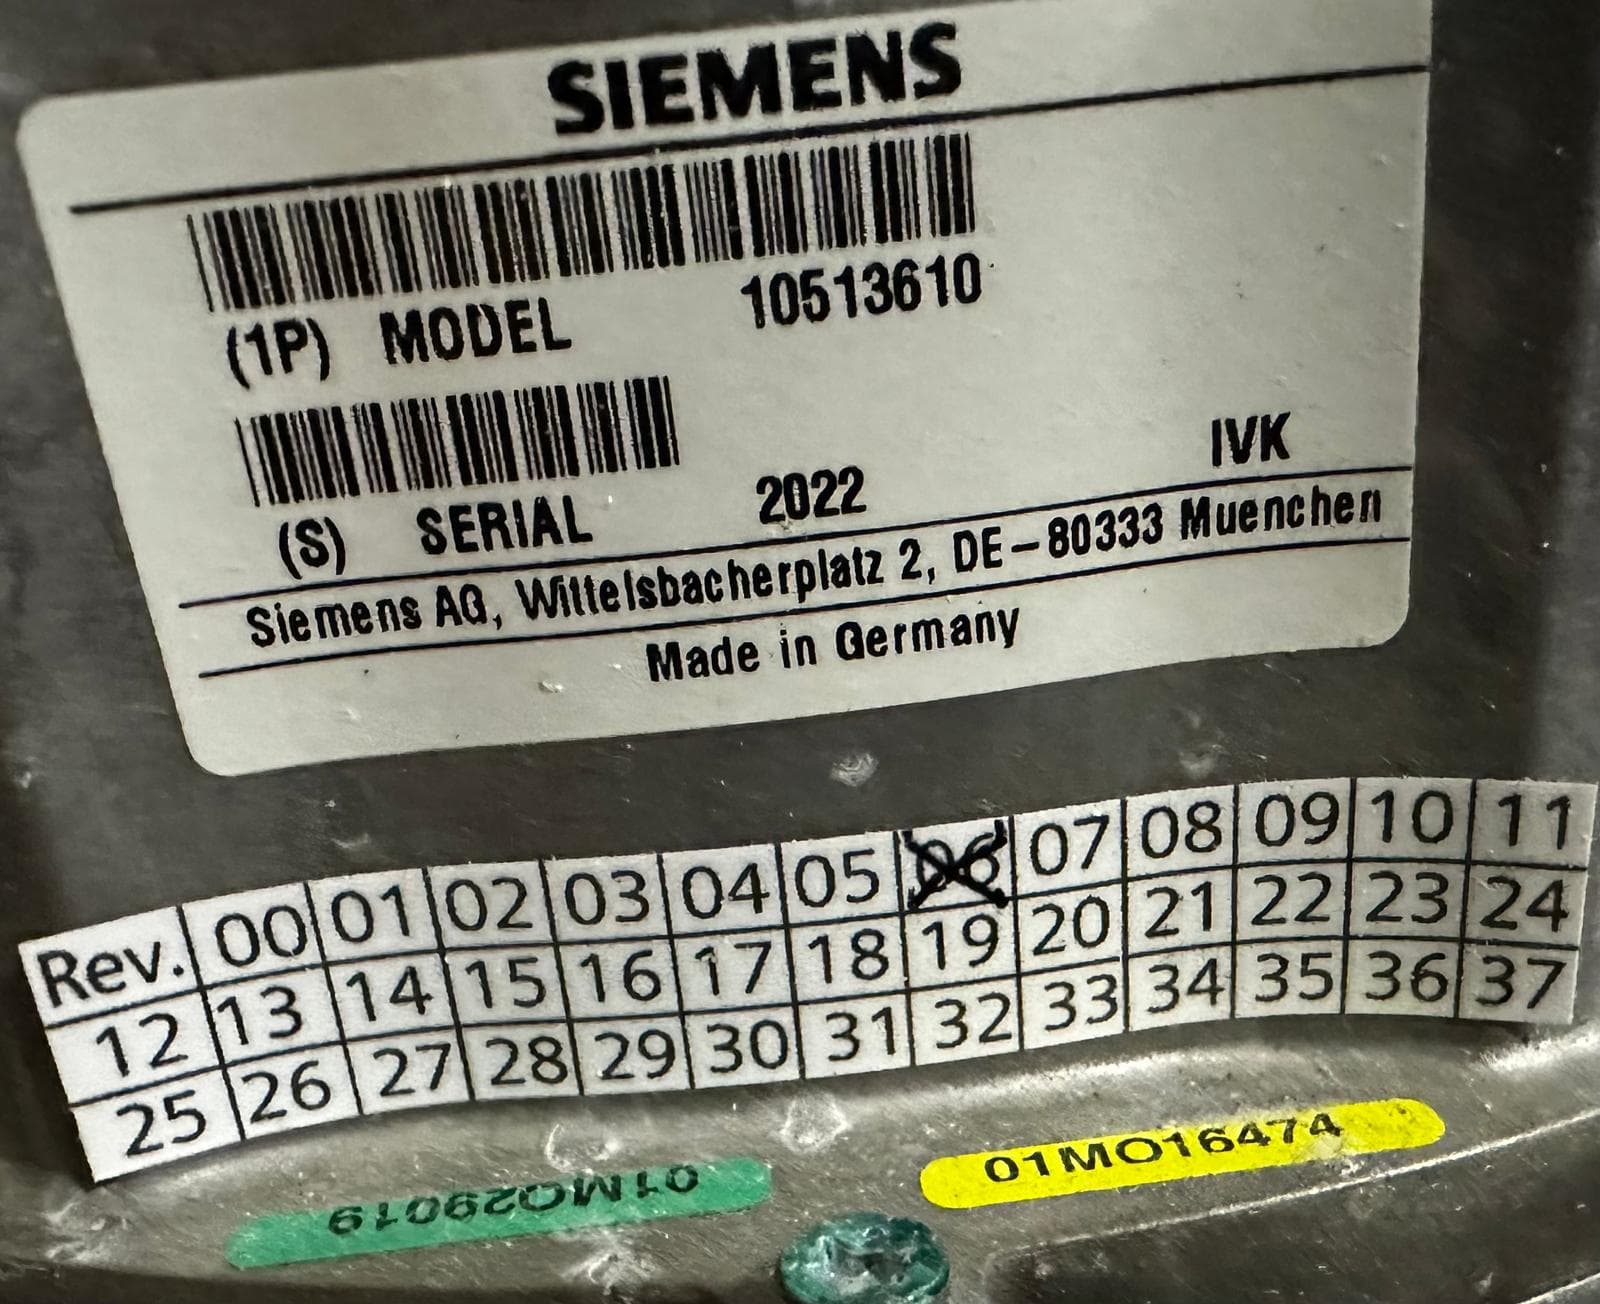 SIEMENS
(1P) MODEL 10513610
(S) SERIAL 2022 IVK
Siemens AG, Wittelsbacherplatz 2, DE-80333 Muenchen
Made in Germany
Rev. 00 01 02 03 04 05 06 07 08 09 10 11
12 13 14 15 16 17 18 19 20 21 22 23 24
25 26 27 28 29 30 31 32 33 34 35 36 37
01MO16474
01MO29019